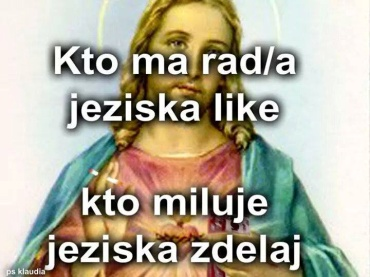 Kto ma rad/a
jeziska like
kto miluje
jeziska zdelaj
ps klaudia